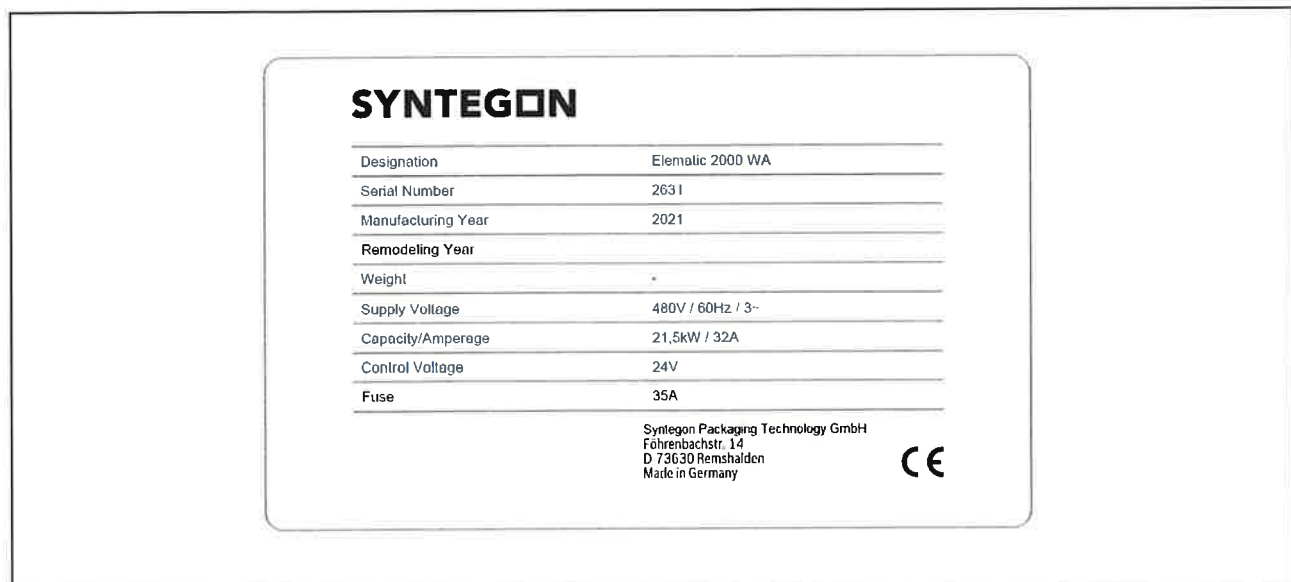 SYNTEGON
Designation Elematic 2000 WA
Serial Number 2631
Manufacturing Year 2021
Remodeling Year
Weight -
Supply Voltage 480V / 60Hz / 3~
Capacity/Amperage 21,5kW / 32A
Control Voltage 24V
Fuse 35A
Syntegon Packaging Technology GmbH
Föhrenbachstr. 14
D 73630 Remshalden
Made in Germany
CE